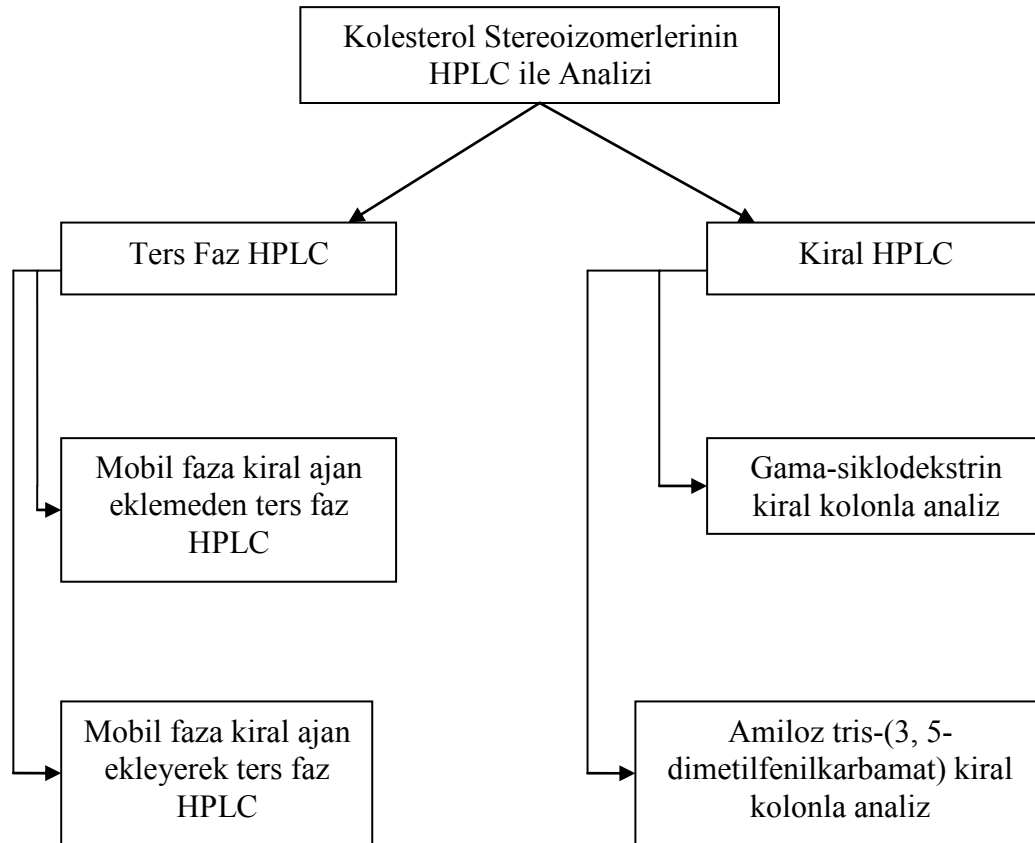 Kolesterol Stereoizomerlerinin
HPLC ile Analizi
Ters Faz HPLC
Kiral HPLC
Mobil faza kiral ajan
eklemeden ters faz
HPLC
Gama-siklodekstrin
kiral kolonla analiz
Mobil faza kiral ajan
ekleyerek ters faz
HPLC
Amiloz tris-(3, 5-
dimetilfenilkarbamat) kiral
kolonla analiz